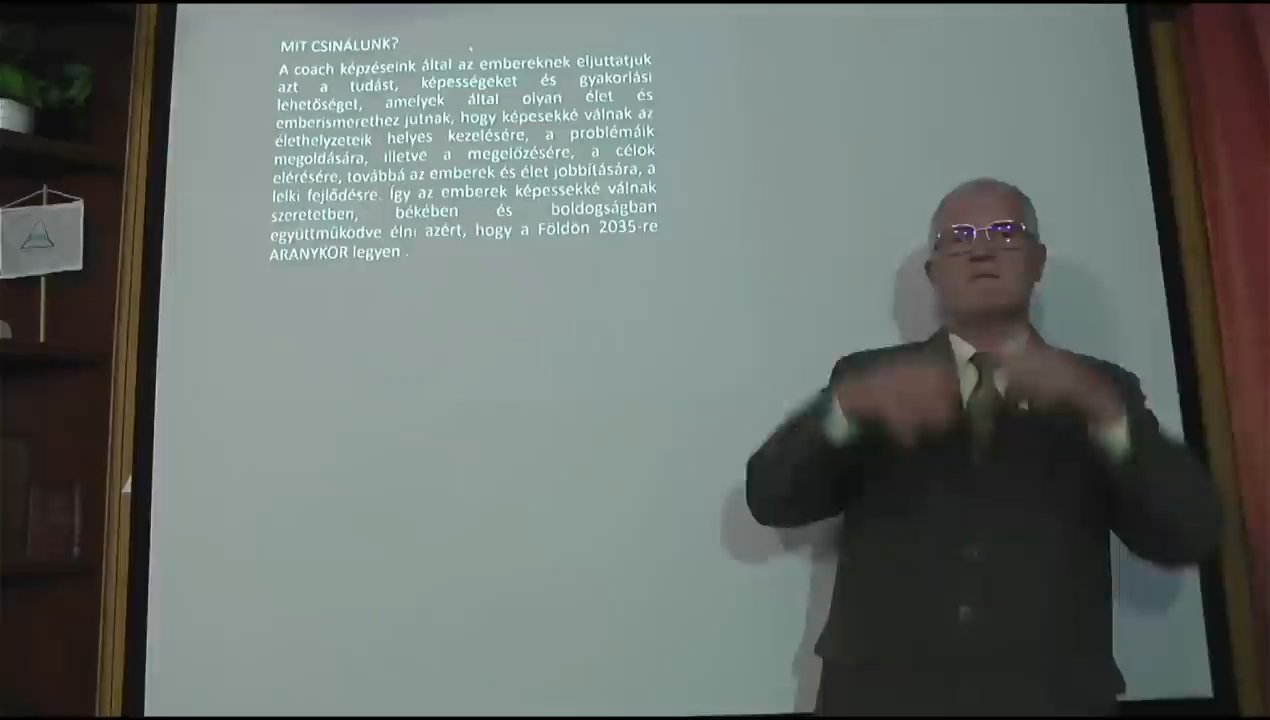 MIT CSINÁLUNK?
A coach képzéseink által az embereknek eljuttatjuk
azt a tudást, képességeket és gyakorlási
lehetőséget, amelyek által olyan élet és
emberismerethez jutnak, hogy képesekké válnak az
élethelyzeteik helyes kezelésére, a problémáik
megoldására, illetve a megelőzésére, a célok
elérésére, továbbá az emberek és élet jobbítására, a
lelki fejlődésre. Így az emberek képessekké válnak
szeretetben, békében és boldogságban
együttműködve élni azért, hogy a Földön 2035-re
ARANYKOR legyen .